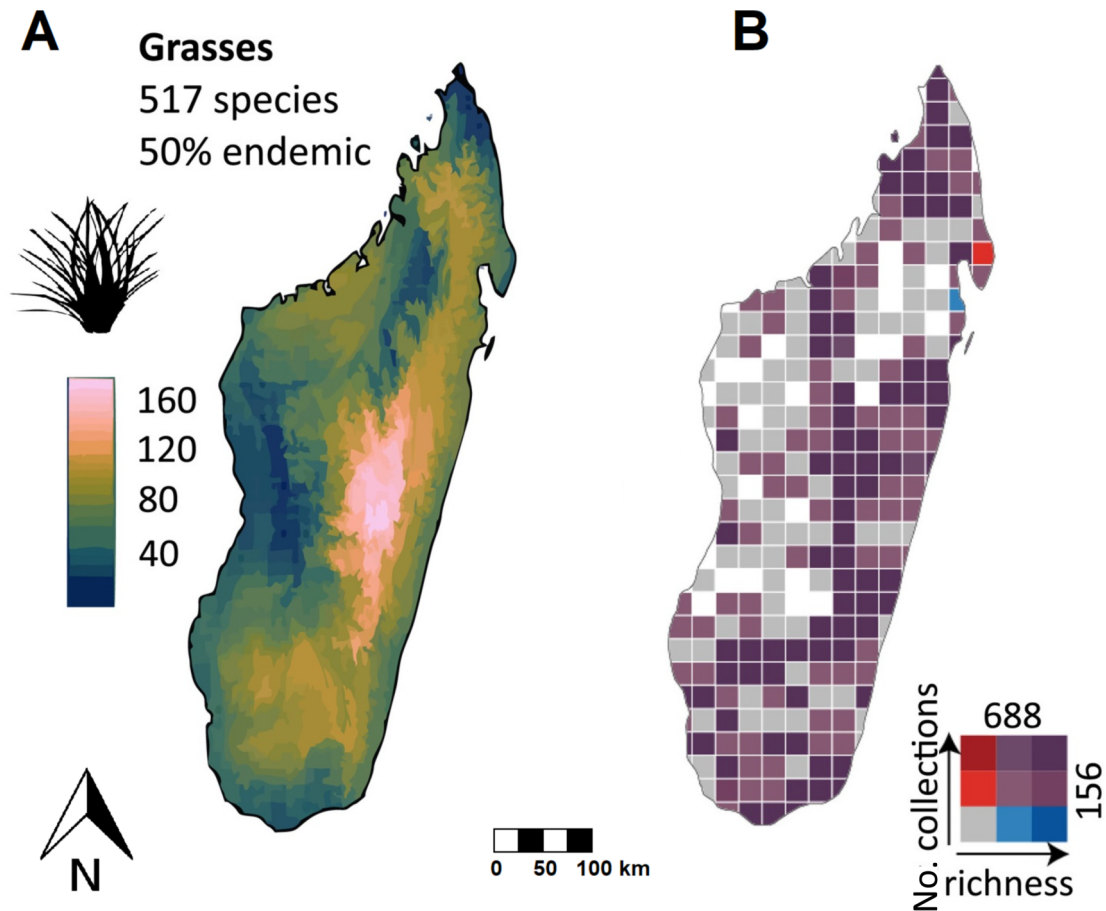 A
Grasses
517 species
50% endemic
160
120
80
40
N
0 50 100 km
B
688
156
No. collections
richness